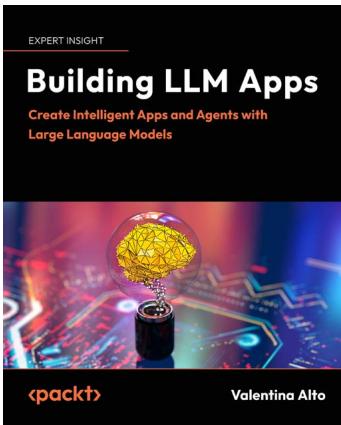 EXPERT INSIGHT
Building LLM Apps
Create Intelligent Apps and Agents with
Large Language Models
<packt>
Valentina Alto